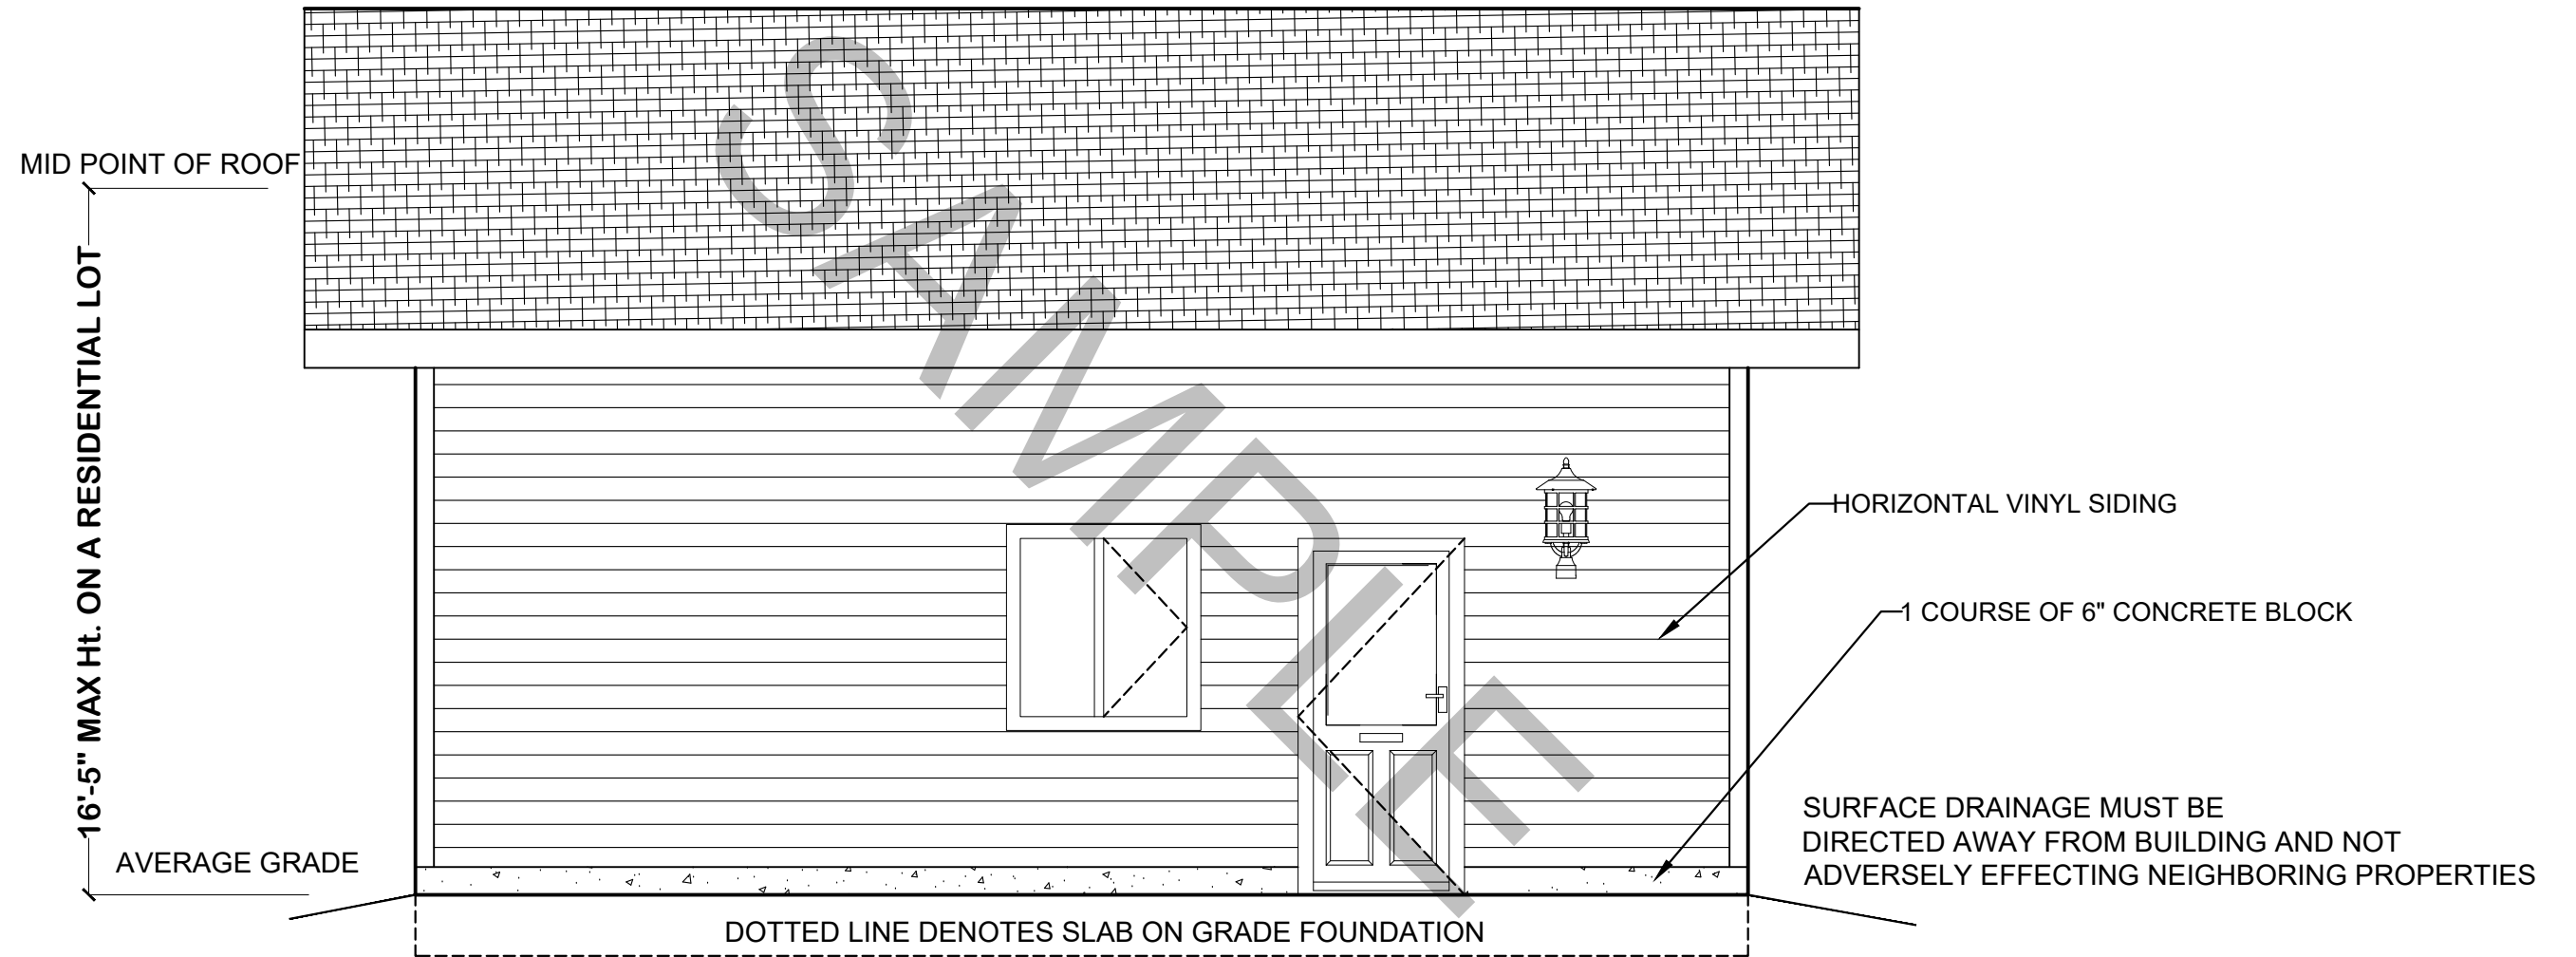 MID POINT OF ROOF
16'-5" MAX Ht. ON A RESIDENTIAL LOT
AVERAGE GRADE
SAMPLE
HORIZONTAL VINYL SIDING
1 COURSE OF 6" CONCRETE BLOCK
SURFACE DRAINAGE MUST BE
DIRECTED AWAY FROM BUILDING AND NOT
ADVERSELY EFFECTING NEIGHBORING PROPERTIES
DOTTED LINE DENOTES SLAB ON GRADE FOUNDATION